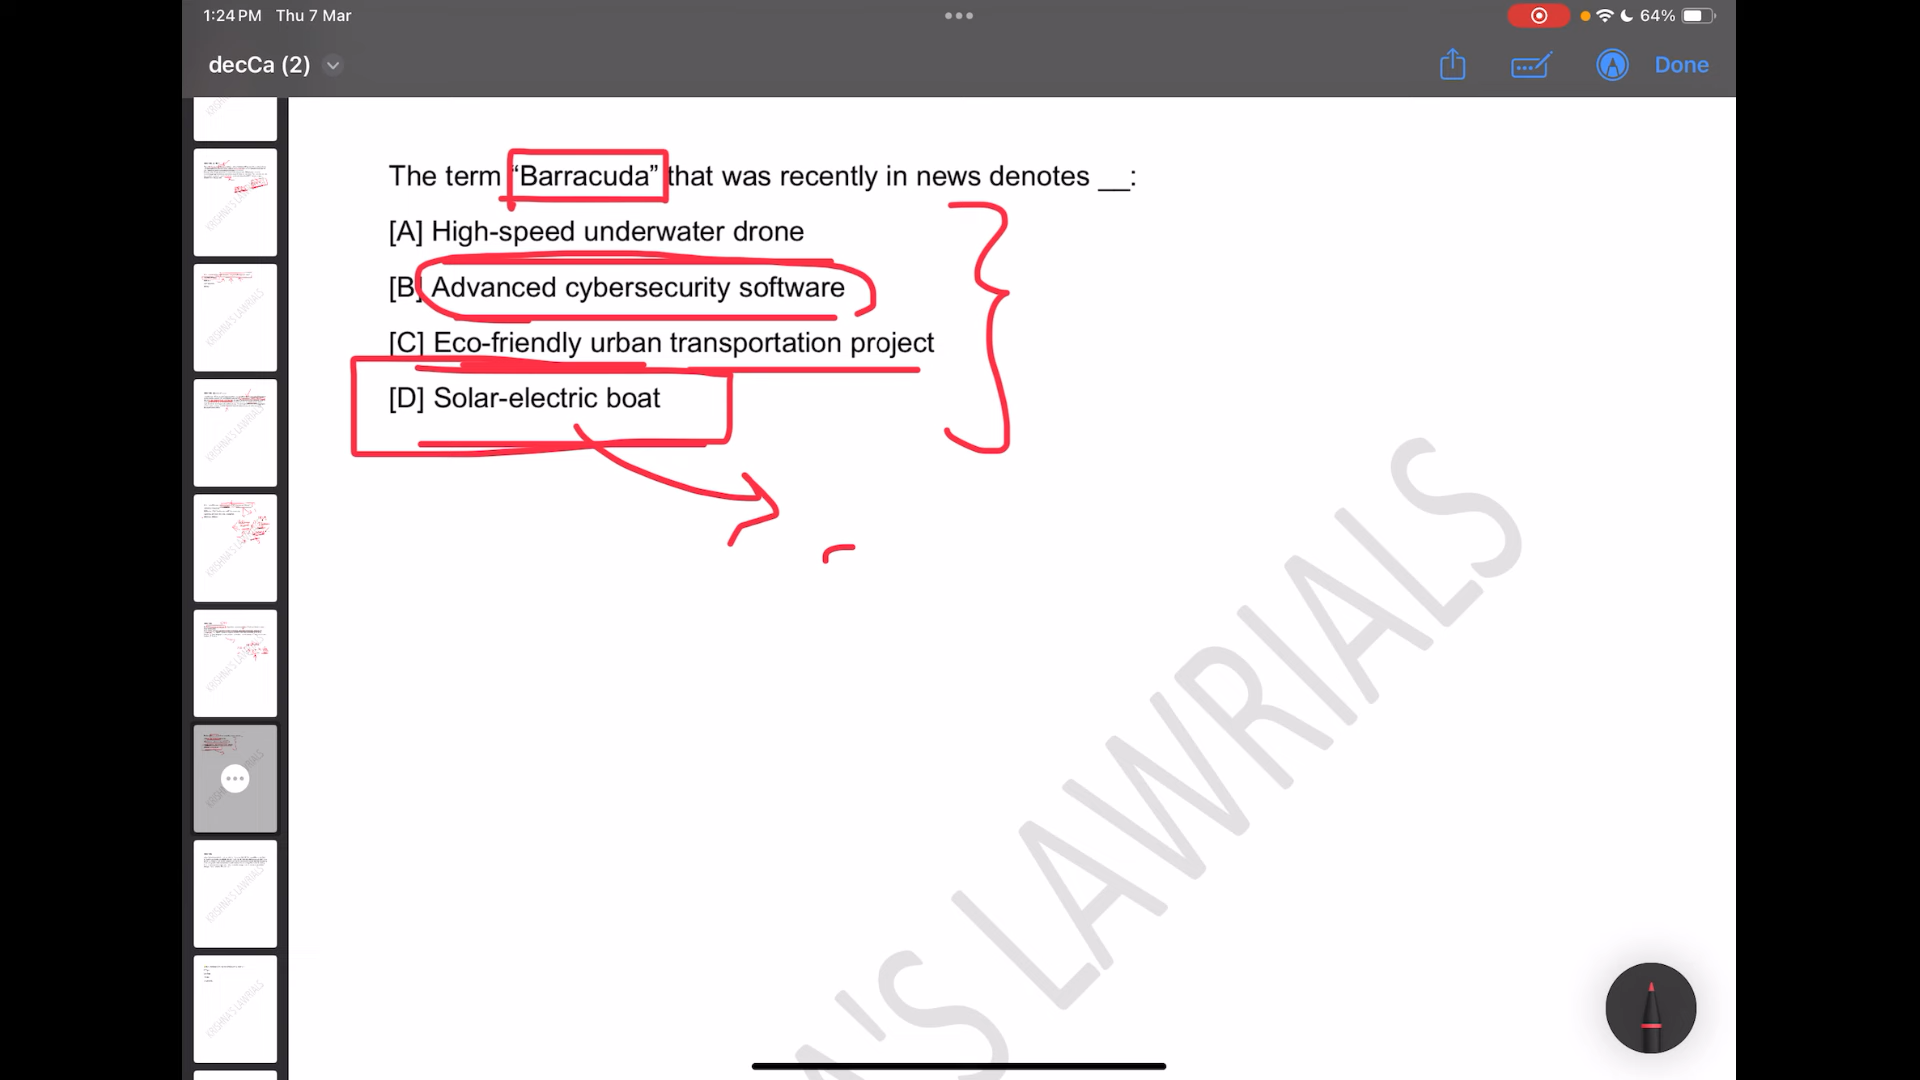 1:24 PM Thu 7 Mar
64%
decCa (2)
Done
The term “Barracuda” that was recently in news denotes __:
[A] High-speed underwater drone
[B] Advanced cybersecurity software
[C] Eco-friendly urban transportation project
[D] Solar-electric boat
A'S LAWRIALS